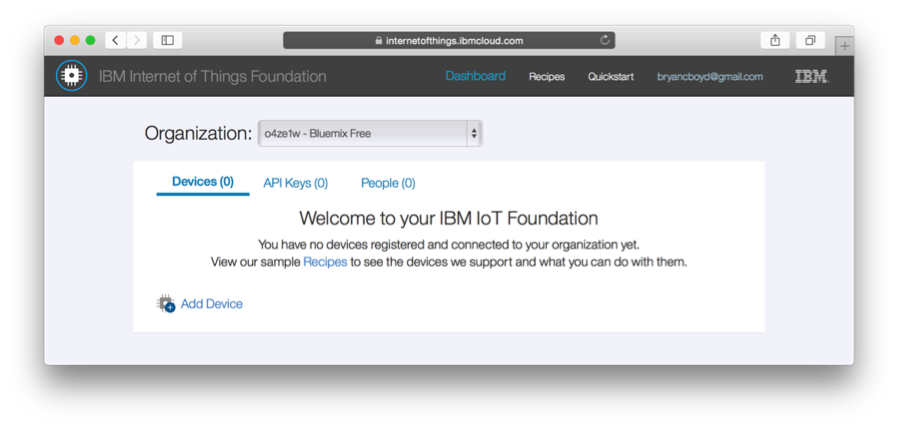 internetofthings.ibmcloud.com
IBM Internet of Things Foundation Dashboard Recipes Quickstart bryancboyd@gmail.com IBM
Organization: o4ze1w - Bluemix Free
Devices (0) API Keys (0) People (0)
Welcome to your IBM IoT Foundation
You have no devices registered and connected to your organization yet.
View our sample Recipes to see the devices we support and what you can do with them.
Add Device